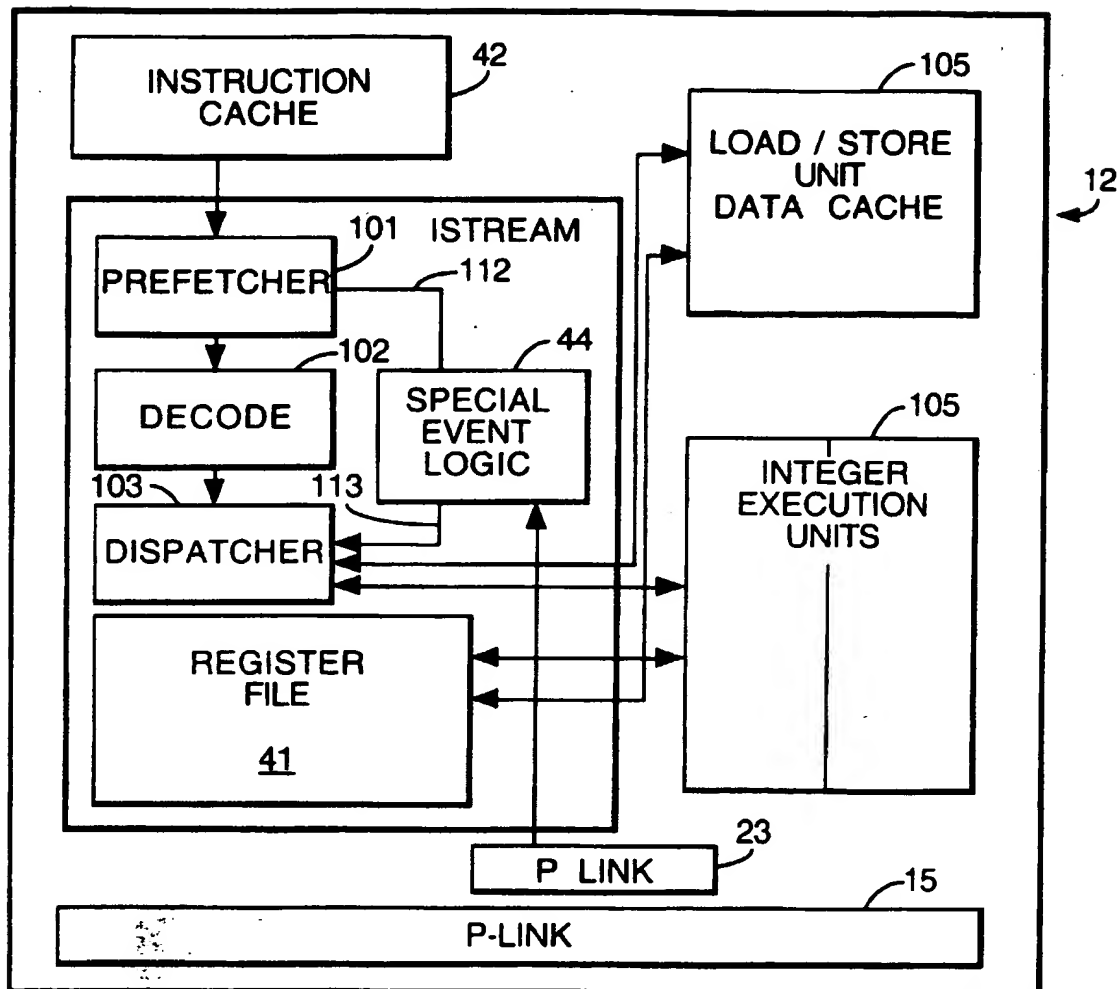 INSTRUCTION
CACHE
42
105
LOAD / STORE
UNIT
DATA CACHE
12
ISTREAM
101
PREFETCHER
112
102
44
DECODE
SPECIAL
EVENT
LOGIC
105
INTEGER
EXECUTION
UNITS
103
113
DISPATCHER
REGISTER
FILE
41
23
P LINK
15
P-LINK